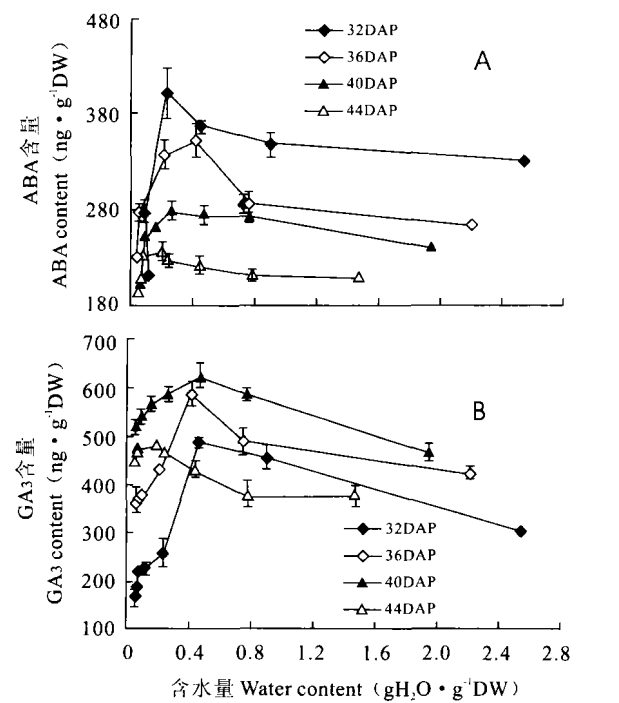 480
380
280
180
ABA含量
ABA content（ng·g⁻¹DW）
32DAP
36DAP
40DAP
44DAP
A
700
600
500
400
300
200
100
GA3含量
GA3 content（ng·g⁻¹DW）
B
32DAP
36DAP
40DAP
44DAP
0 0.4 0.8 1.2 1.6 2.0 2.4 2.8
含水量 Water content（gH₂O·g⁻¹DW）